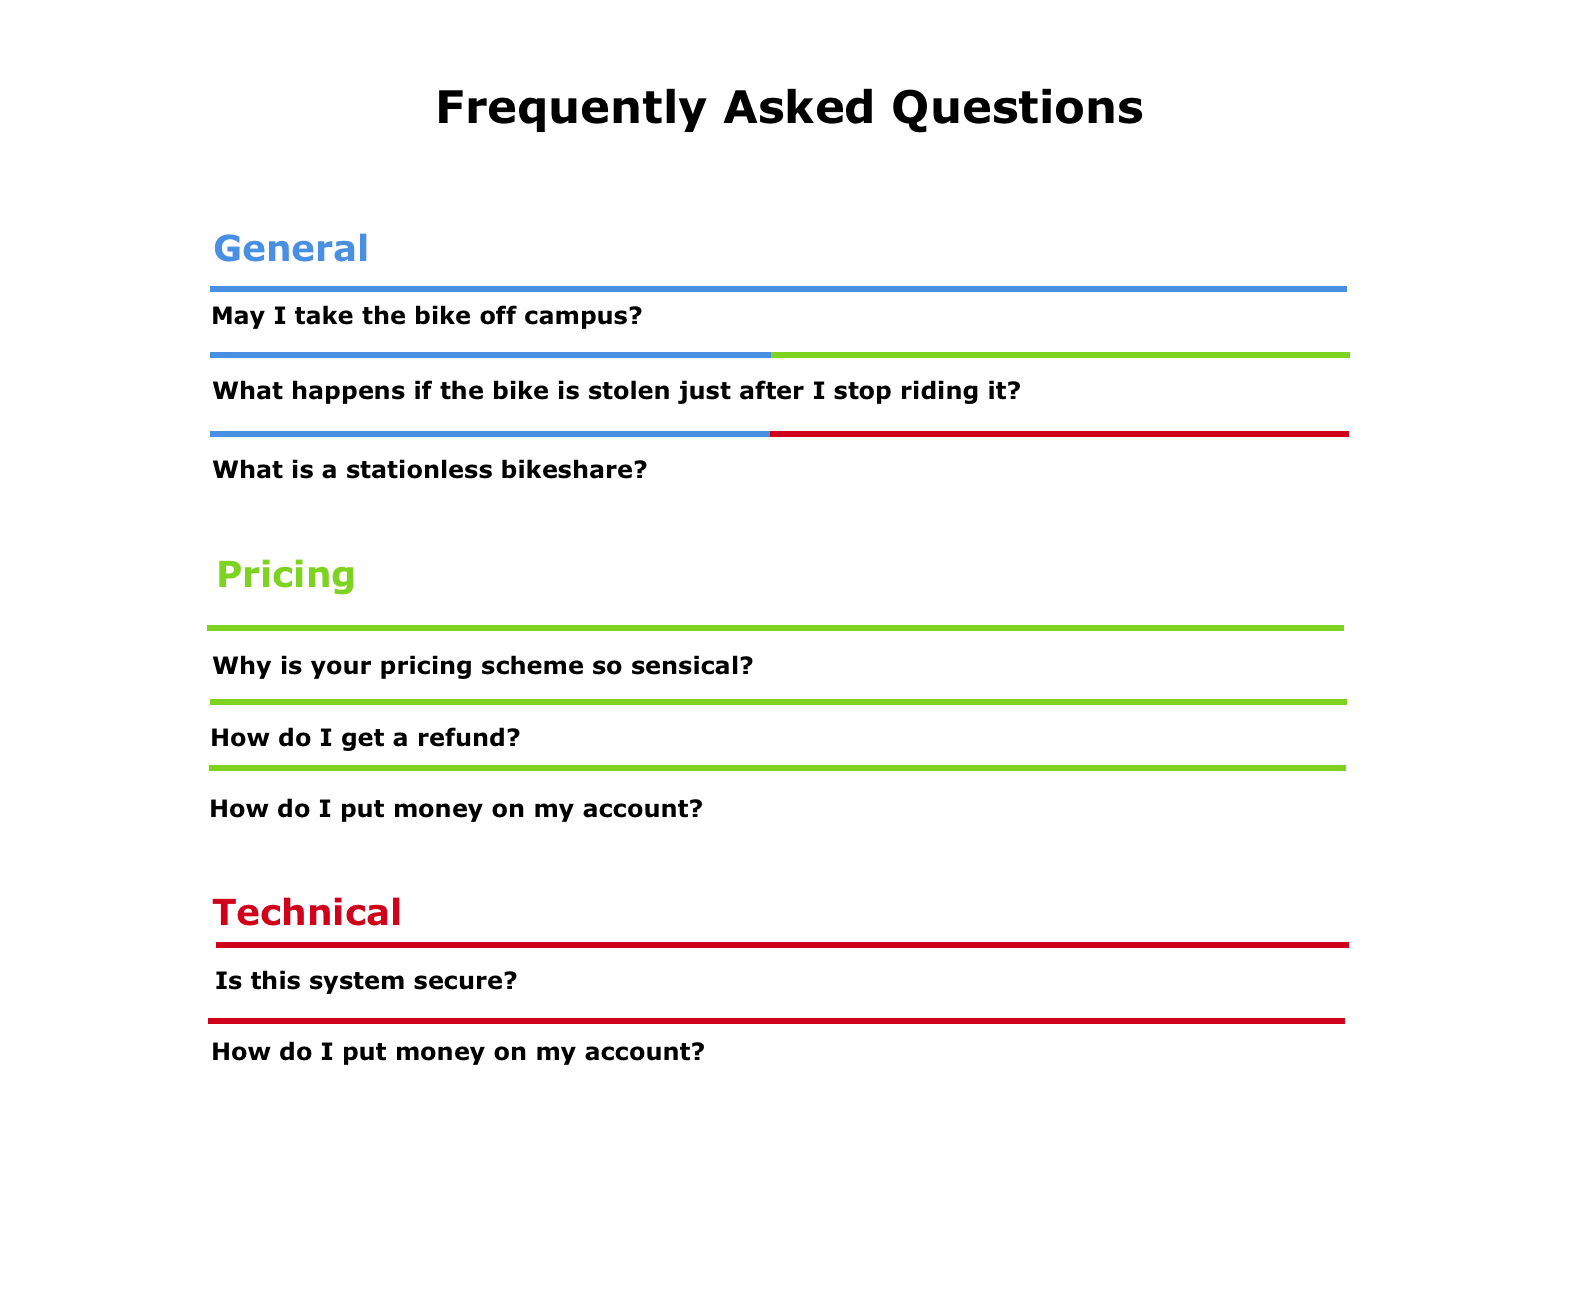 Frequently Asked Questions
General
May I take the bike off campus?
What happens if the bike is stolen just after I stop riding it?
What is a stationless bikeshare?
Pricing
Why is your pricing scheme so sensical?
How do I get a refund?
How do I put money on my account?
Technical
Is this system secure?
How do I put money on my account?